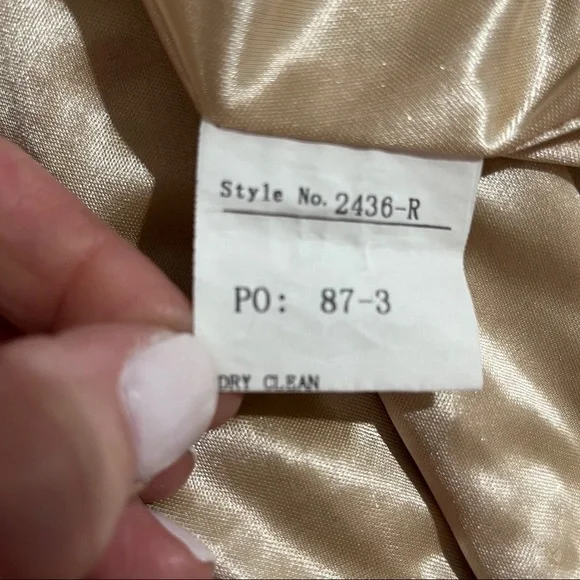 Style No. 2436-R
PO: 87-3
DRY CLEAN